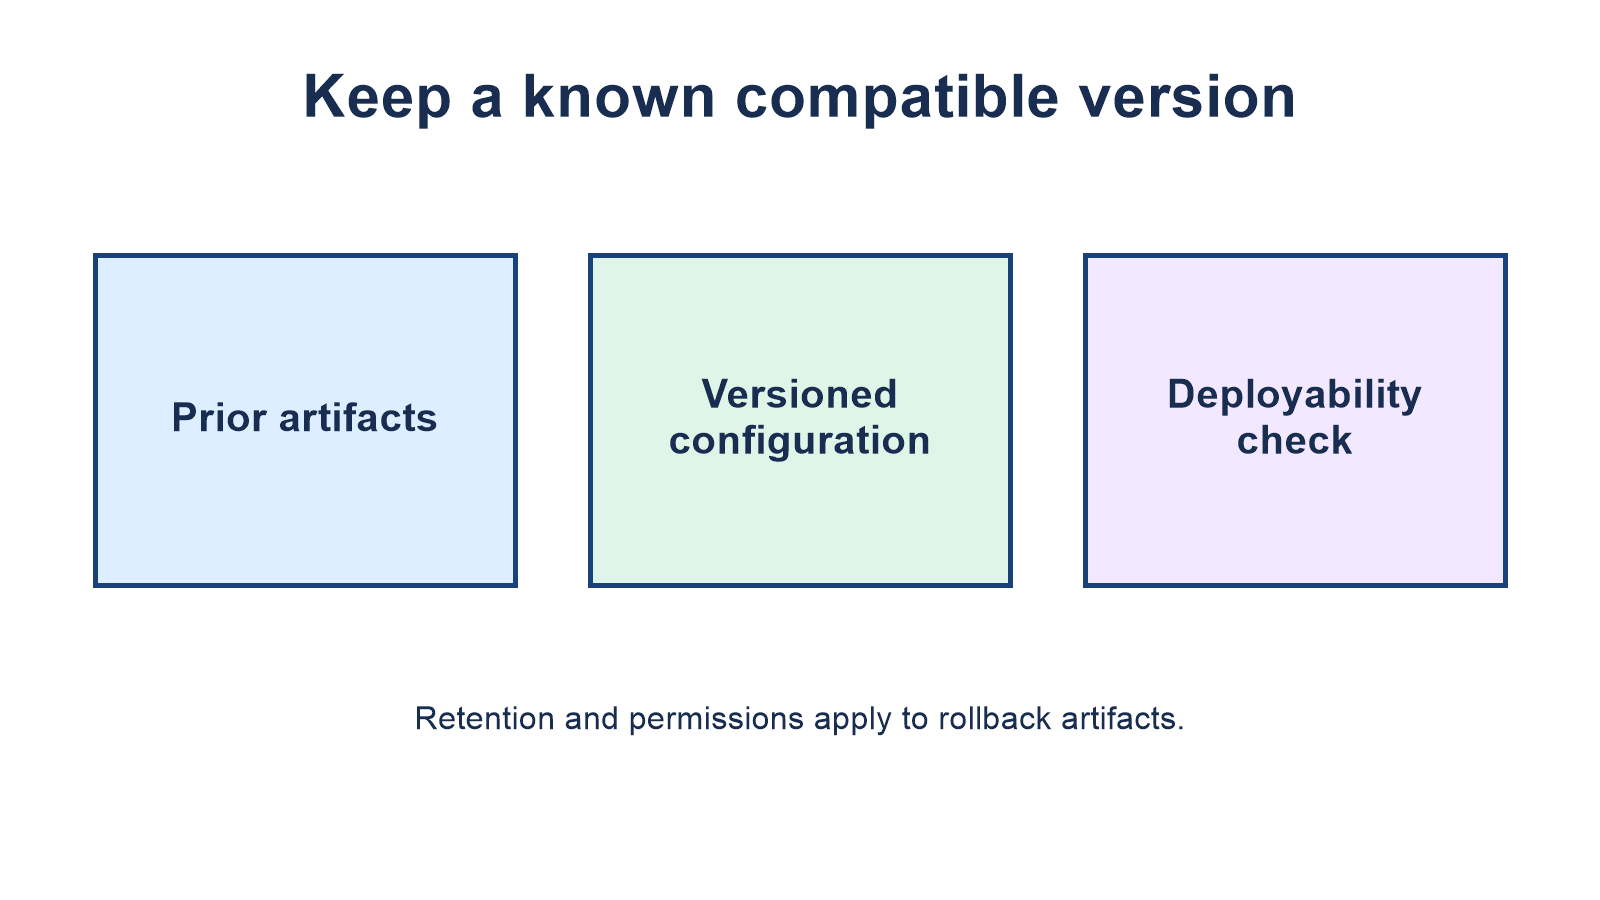 Keep a known compatible version
Prior artifacts
Versioned
configuration
Deployability
check
Retention and permissions apply to rollback artifacts.